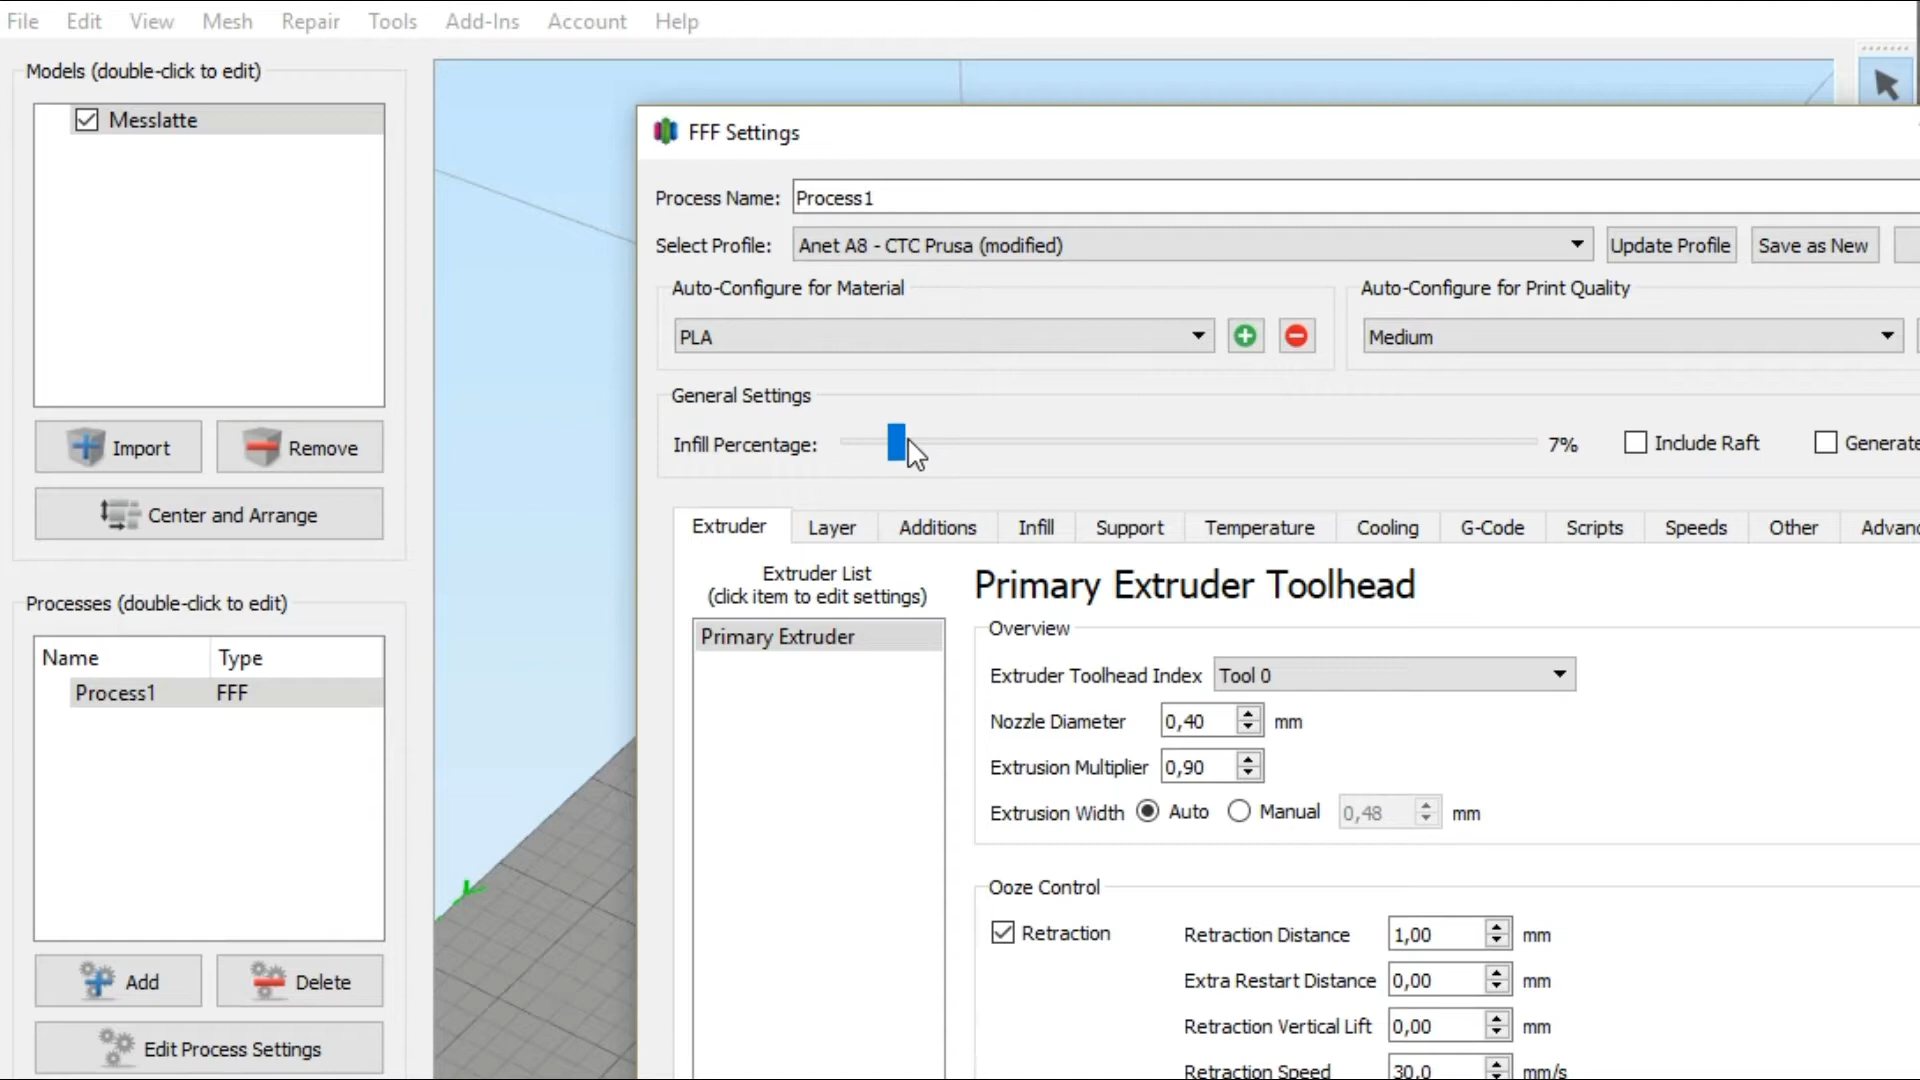 File Edit View Mesh Repair Tools Add-Ins Account Help
Models (double-click to edit)
Messlatte
Import Remove
Center and Arrange
Processes (double-click to edit)
Name Type
Process1 FFF
Add Delete
Edit Process Settings
FFF Settings
Process Name: Process1
Select Profile: Anet A8 - CTC Prusa (modified) Update Profile Save as New
Auto-Configure for Material
PLA
Auto-Configure for Print Quality
Medium
General Settings
Infill Percentage: 7% Include Raft Generate
Extruder Layer Additions Infill Support Temperature Cooling G-Code Scripts Speeds Other Advanc
Extruder List
(click item to edit settings)
Primary Extruder
Primary Extruder Toolhead
Overview
Extruder Toolhead Index Tool 0
Nozzle Diameter 0,40 mm
Extrusion Multiplier 0,90
Extrusion Width Auto Manual 0,48 mm
Ooze Control
Retraction
Retraction Distance 1,00 mm
Extra Restart Distance 0,00 mm
Retraction Vertical Lift 0,00 mm
Retraction Speed 30,0 mm/s